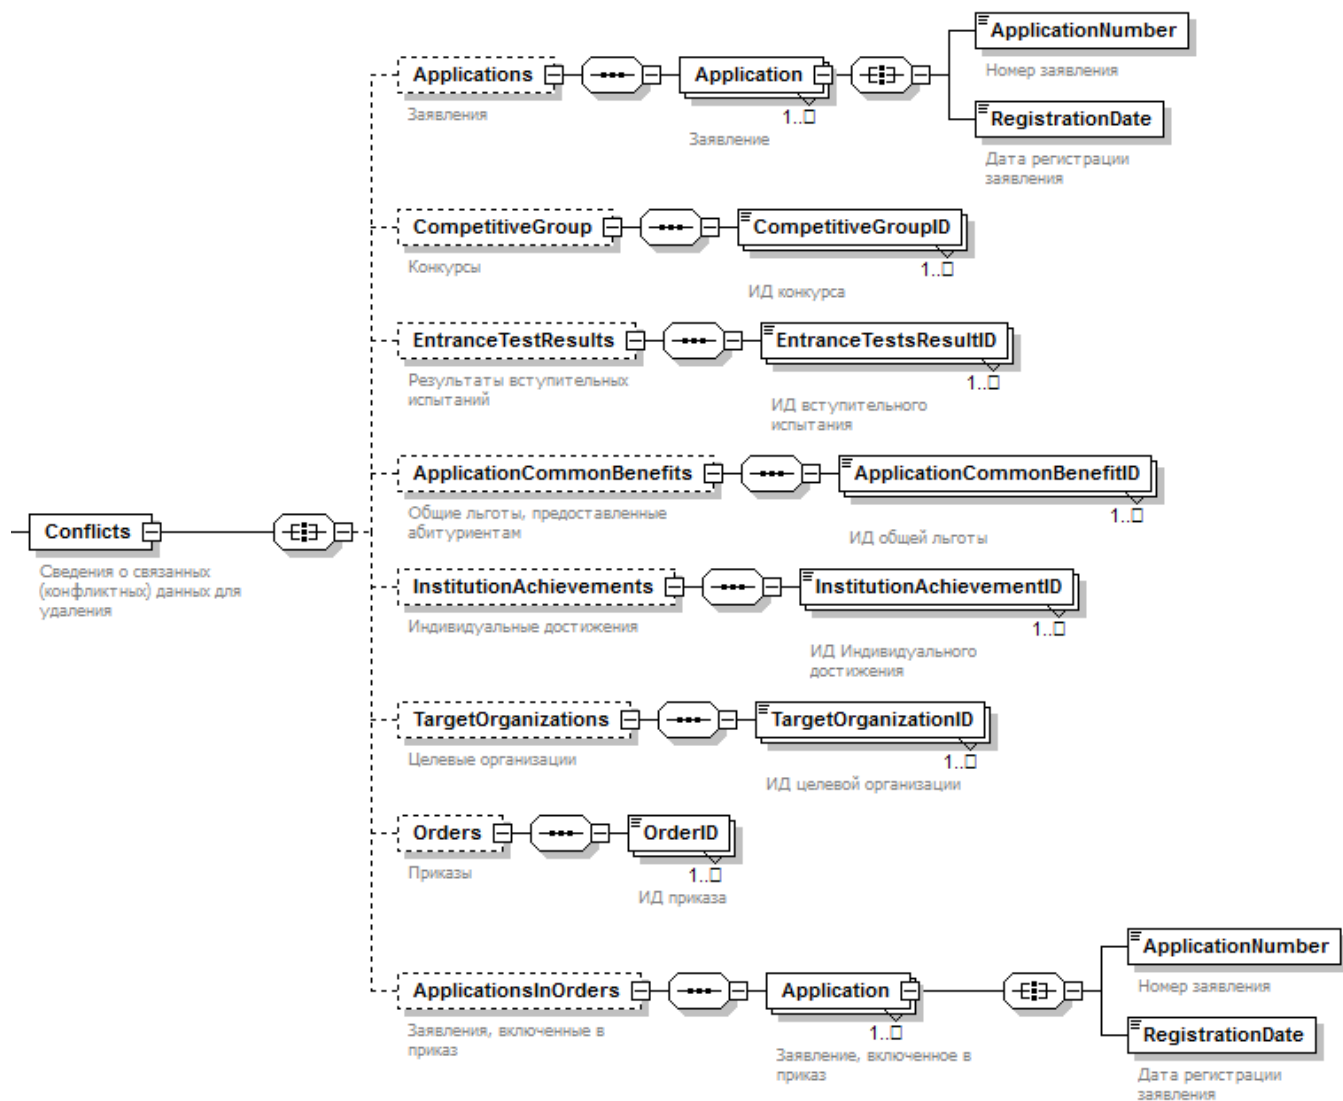 ApplicationNumber
Номер заявления
Applications
Заявления
Application
1..□
Заявление
RegistrationDate
Дата регистрации
заявления
CompetitiveGroup
Конкурсы
CompetitiveGroupID
1..□
ИД конкурса
EntranceTestResults
Результаты вступительных
испытаний
EntranceTestsResultID
1..□
ИД вступительного
испытания
ApplicationCommonBenefits
Общие льготы, предоставленные
абитуриентам
ApplicationCommonBenefitID
1..□
ИД общей льготы
Conflicts
Сведения о связанных
(конфликтных) данных для
удаления
InstitutionAchievements
Индивидуальные достижения
InstitutionAchievementID
1..□
ИД Индивидуального
достижения
TargetOrganizations
Целевые организации
TargetOrganizationID
1..□
ИД целевой организации
Orders
Приказы
OrderID
1..□
ИД приказа
ApplicationsInOrders
Заявления, включенные в
приказ
Application
1..□
Заявление, включенное в
приказ
ApplicationNumber
Номер заявления
RegistrationDate
Дата регистрации
заявления